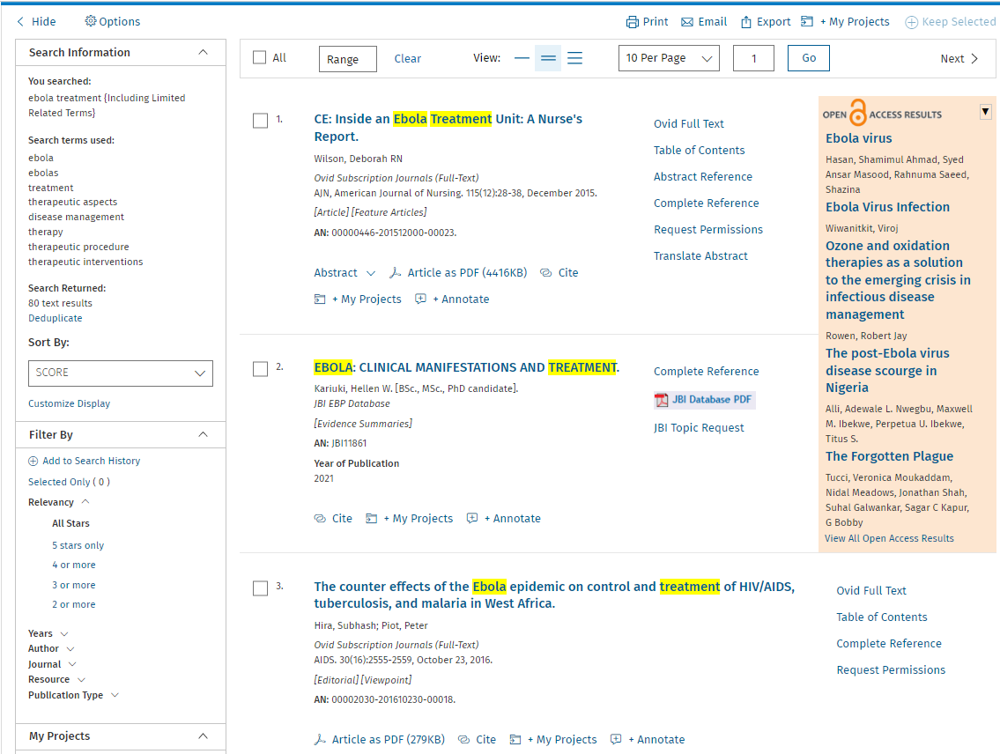 Hide
Options
Print
Email
Export
+ My Projects
Keep Selected
Search Information
You searched:
ebola treatment {Including Limited
Related Terms}
Search terms used:
ebola
ebolas
treatment
therapeutic aspects
disease management
therapy
therapeutic procedure
therapeutic interventions
Search Returned:
80 text results
Deduplicate
Sort By:
SCORE
Customize Display
Filter By
Add to Search History
Selected Only ( 0 )
Relevancy
All Stars
5 stars only
4 or more
3 or more
2 or more
Years
Author
Journal
Resource
Publication Type
My Projects
All
Range
Clear
View:
10 Per Page
1
Go
Next
1.
CE: Inside an Ebola Treatment Unit: A Nurse's
Report.
Wilson, Deborah RN
Ovid Subscription Journals (Full-Text)
AJN, American Journal of Nursing. 115(12):28-38, December 2015.
[Article] [Feature Articles]
AN: 00000446-201512000-00023.
Abstract
Article as PDF (4416KB)
Cite
+ My Projects
+ Annotate
Ovid Full Text
Table of Contents
Abstract Reference
Complete Reference
Request Permissions
Translate Abstract
2.
EBOLA: CLINICAL MANIFESTATIONS AND TREATMENT.
Kariuki, Hellen W. [BSc., MSc., PhD candidate].
JBI EBP Database
[Evidence Summaries]
AN: JBI11861
Year of Publication
2021
Cite
+ My Projects
+ Annotate
Complete Reference
JBI Database PDF
JBI Topic Request
3.
The counter effects of the Ebola epidemic on control and treatment of HIV/AIDS,
tuberculosis, and malaria in West Africa.
Hira, Subhash; Piot, Peter
Ovid Subscription Journals (Full-Text)
AIDS. 30(16):2555-2559, October 23, 2016.
[Editorial] [Viewpoint]
AN: 00002030-201610230-00018.
Article as PDF (279KB)
Cite
+ My Projects
+ Annotate
Ovid Full Text
Table of Contents
Complete Reference
Request Permissions
OPEN ACCESS RESULTS
Ebola virus
Hasan, Shamimul Ahmad, Syed
Ansar Masood, Rahnuma Saeed,
Shazina
Ebola Virus Infection
Wiwanitkit, Viroj
Ozone and oxidation
therapies as a solution
to the emerging crisis in
infectious disease
management
Rowen, Robert Jay
The post-Ebola virus
disease scourge in
Nigeria
Alli, Adewale L. Nwegbu, Maxwell
M. Ibekwe, Perpetua U. Ibekwe,
Titus S.
The Forgotten Plague
Tucci, Veronica Moukaddam,
Nidal Meadows, Jonathan Shah,
Suhal Galwankar, Sagar C Kapur,
G Bobby
View All Open Access Results